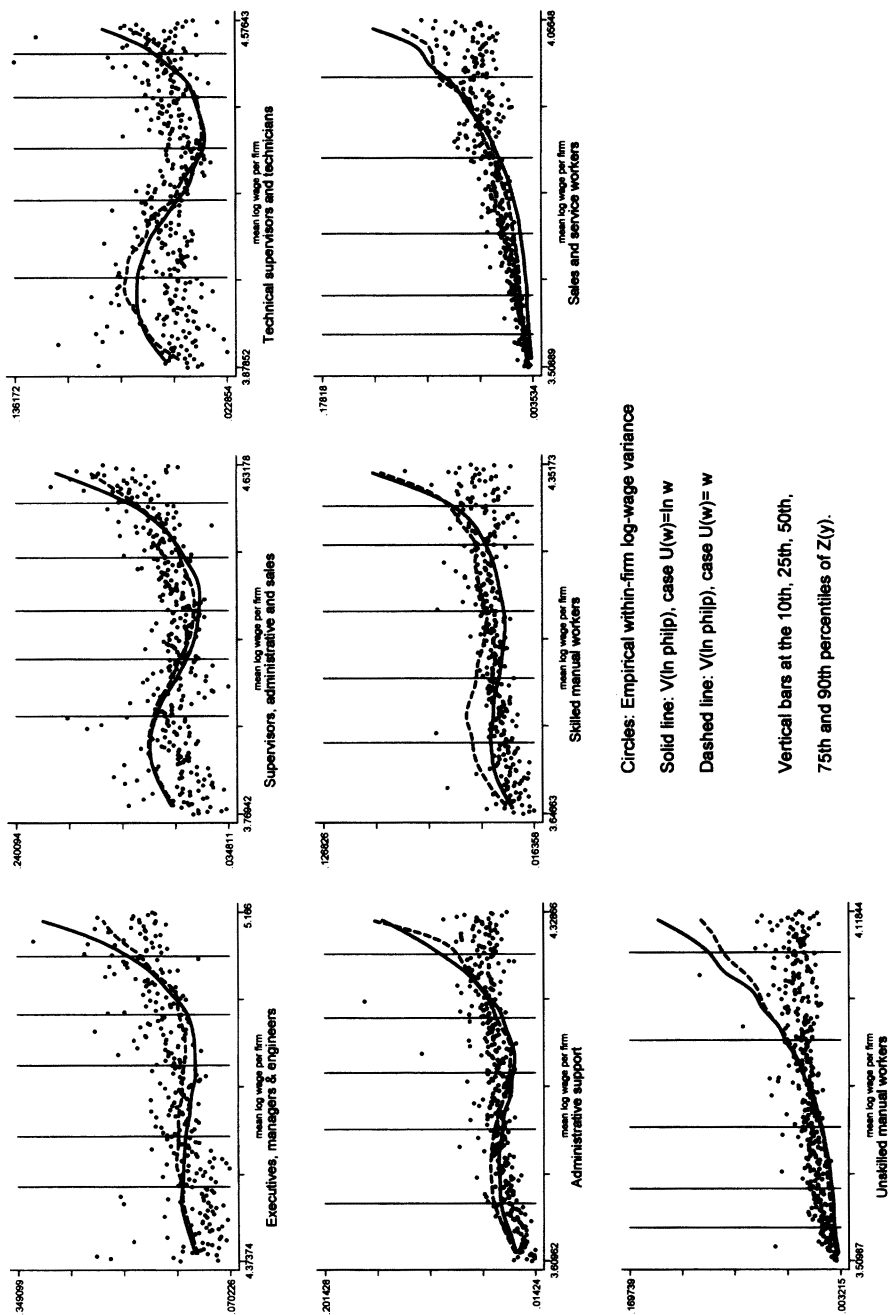 .349099
.070226
4.37374
5.166
mean log wage per firm
Executives, managers & engineers
.240094
.034811
3.76942
4.63178
mean log wage per firm
Supervisors, administrative and sales
.136172
.022854
3.87852
4.57643
mean log wage per firm
Technical supervisors and technicians
.201426
.01424
3.60962
4.32866
mean log wage per firm
Administrative support
.126826
.016358
3.64663
4.35173
mean log wage per firm
Skilled manual workers
.17818
.003534
3.50689
4.05648
mean log wage per firm
Sales and service workers
.169739
.003215
3.50987
4.11844
mean log wage per firm
Unskilled manual workers
Circles: Empirical within-firm log-wage variance
Solid line: V(ln phi|p), case U(w)=ln w
Dashed line: V(ln phi|p), case U(w)= w
Vertical bars at the 10th, 25th, 50th,
75th and 90th percentiles of Z(y).